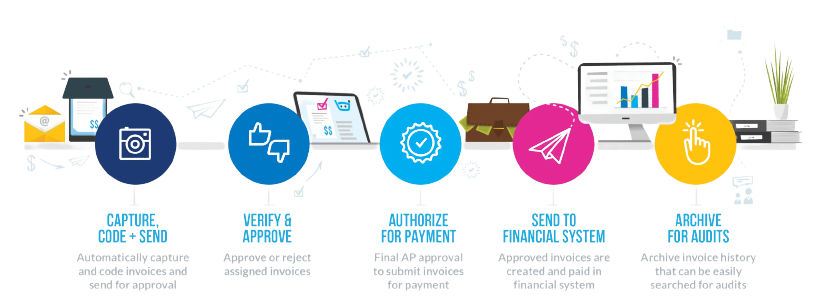 @
$$
$$
$
$
$
$
$
CAPTURE,
CODE + SEND
Automatically capture
and code invoices and
send for approval
VERIFY &
APPROVE
Approve or reject
assigned invoices
AUTHORIZE
FOR PAYMENT
Final AP approval
to submit invoices
for payment
SEND TO
FINANCIAL SYSTEM
Approved invoices are
created and paid in
financial system
ARCHIVE
FOR AUDITS
Archive invoice history
that can be easily
searched for audits